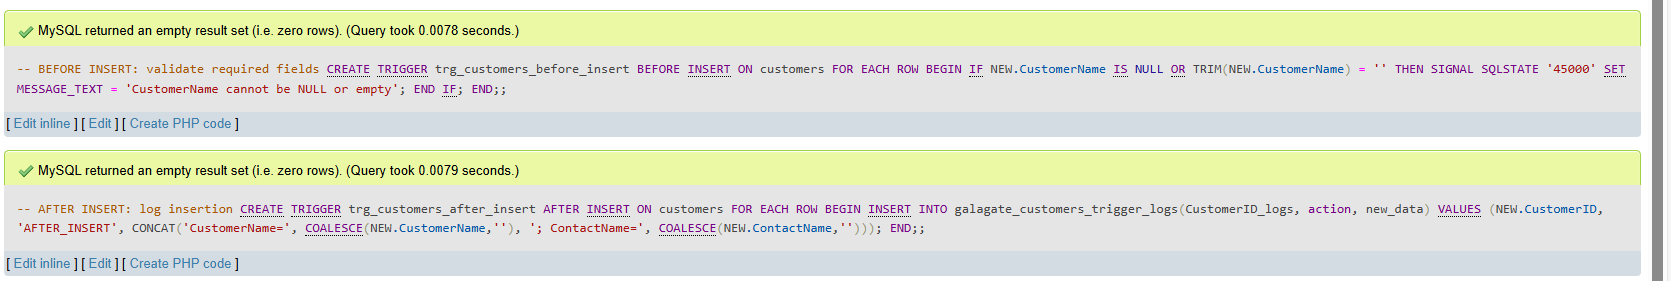 MySQL returned an empty result set (i.e. zero rows). (Query took 0.0078 seconds.)
-- BEFORE INSERT: validate required fields CREATE TRIGGER trg_customers_before_insert BEFORE INSERT ON customers FOR EACH ROW BEGIN IF NEW.CustomerName IS NULL OR TRIM(NEW.CustomerName) = '' THEN SIGNAL SQLSTATE '45000' SET
MESSAGE_TEXT = 'CustomerName cannot be NULL or empty'; END IF; END;;
[ Edit inline ] [ Edit ] [ Create PHP code ]
MySQL returned an empty result set (i.e. zero rows). (Query took 0.0079 seconds.)
-- AFTER INSERT: log insertion CREATE TRIGGER trg_customers_after_insert AFTER INSERT ON customers FOR EACH ROW BEGIN INSERT INTO galagate_customers_trigger_logs(CustomerID_logs, action, new_data) VALUES (NEW.CustomerID,
'AFTER_INSERT', CONCAT('CustomerName=', COALESCE(NEW.CustomerName,''), '; ContactName=', COALESCE(NEW.ContactName,''))); END;;
[ Edit inline ] [ Edit ] [ Create PHP code ]